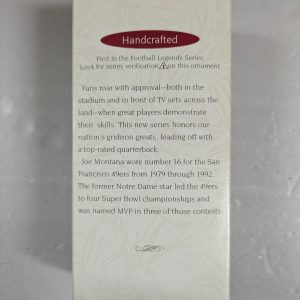 Handcrafted
First in the Football Legends Series
Look for series verification on this ornament.
Fans roar with approval—both in the
stadium and in front of TV sets across the
land—when great players demonstrate
their skills. This new series honors our
nation's gridiron greats, leading off with
a top-rated quarterback.
Joe Montana wore number 16 for the San
Francisco 49ers from 1979 through 1992.
The former Notre Dame star led the 49ers
to four Super Bowl championships and
was named MVP in three of those contests.